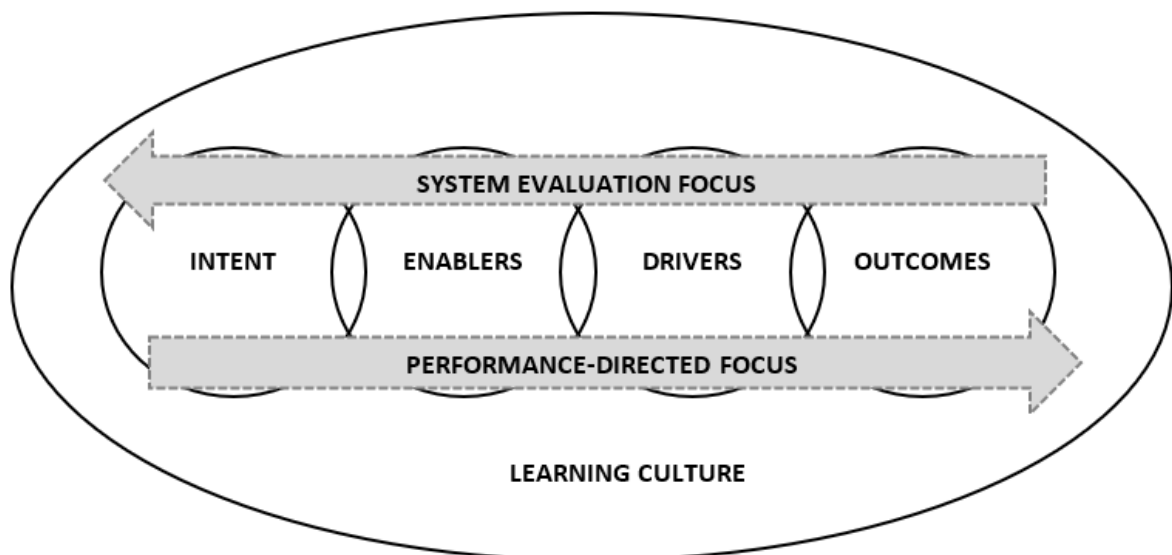 SYSTEM EVALUATION FOCUS
INTENT
ENABLERS
DRIVERS
OUTCOMES
PERFORMANCE-DIRECTED FOCUS
LEARNING CULTURE